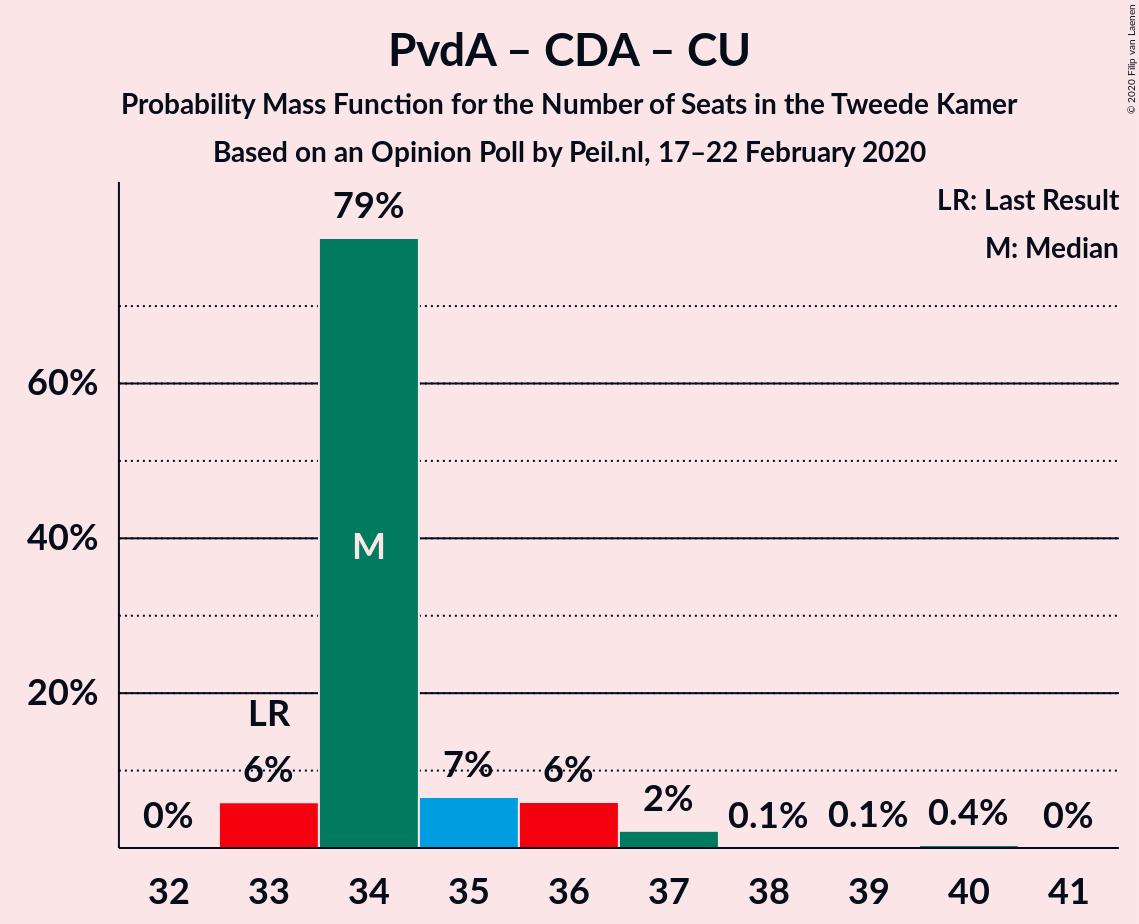 PvdA – CDA – CU
Probability Mass Function for the Number of Seats in the Tweede Kamer
Based on an Opinion Poll by Peil.nl, 17–22 February 2020
© 2020 Filip van Laenen
LR: Last Result
M: Median
79%
60%
M
40%
20%
LR
0%
6%
7%
6%
2%
0.1%
0.1%
0.4%
0%
32
33
34
35
36
37
38
39
40
41